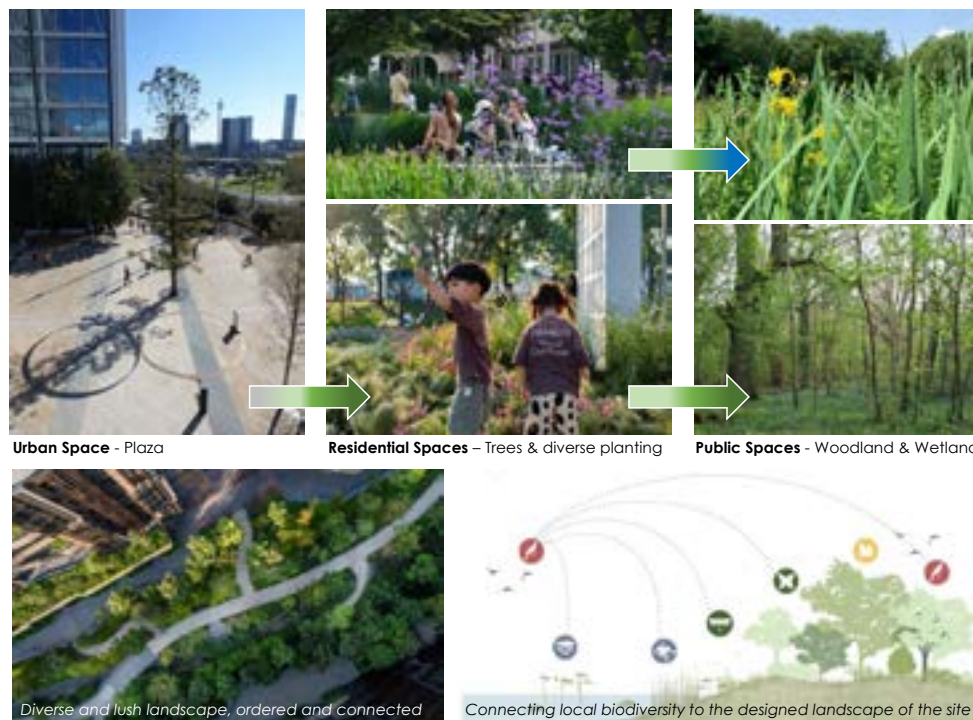 Urban Space - Plaza
Residential Spaces – Trees & diverse planting
Public Spaces - Woodland & Wetland
Diverse and lush landscape, ordered and connected
Connecting local biodiversity to the designed landscape of the site